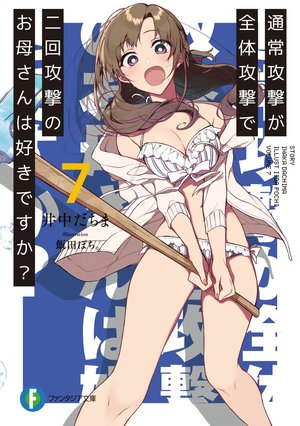 通常攻撃が
全体攻撃で
二回攻撃の
お母さんは好きですか?
7
井中だちま
illustration
飯田ぽち。
STORY
INAKA DACHIMA
ILLUST IIDA POCHI.
VOLUME 7
F
ファンタジア文庫